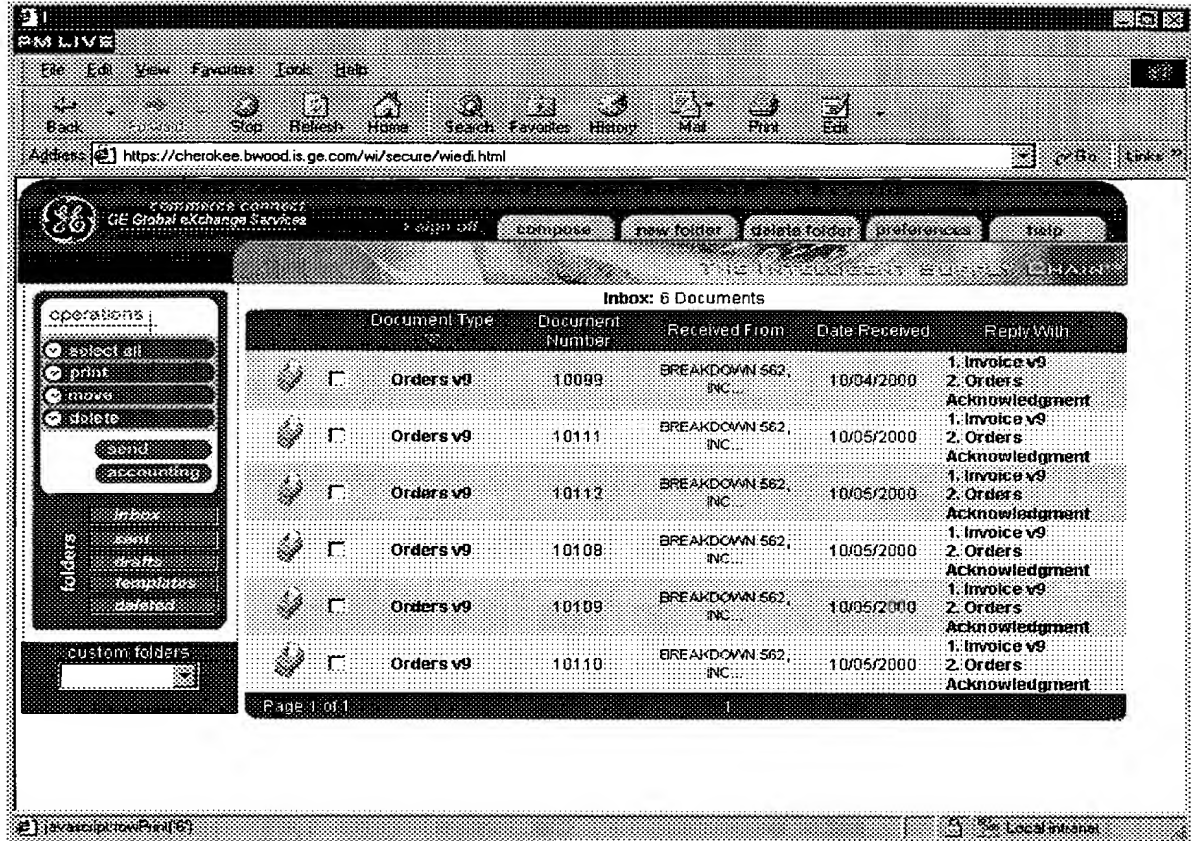 PM LIVE
File Edit View Favorites Tools Help
Back Stop Refresh Home Search Favorites History Mail Print Edit
Address https://cherokee.bwood.is.ge.com/wi/secure/wiedi.html Go Links »
commerce connect
GE Global eXchange Services
sign off compose new folder delete folder preferences help
THE INTELLIGENT SUPPLY CHAIN
Inbox: 6 Documents
operations
select all
print
move
delete
send
accounting
folders
inbox
sent
drafts
templates
deleted
custom folders
Document Type Document Number Received From Date Received Reply With
Orders v9 10099 BREAKDOWN 562, INC... 10/04/2000 1. Invoice v9
2. Orders
Acknowledgment
Orders v9 10111 BREAKDOWN 562, INC... 10/05/2000 1. Invoice v9
2. Orders
Acknowledgment
Orders v9 10112 BREAKDOWN 562, INC... 10/05/2000 1. Invoice v9
2. Orders
Acknowledgment
Orders v9 10108 BREAKDOWN 562, INC... 10/05/2000 1. Invoice v9
2. Orders
Acknowledgment
Orders v9 10109 BREAKDOWN 562, INC... 10/05/2000 1. Invoice v9
2. Orders
Acknowledgment
Orders v9 10110 BREAKDOWN 562, INC... 10/05/2000 1. Invoice v9
2. Orders
Acknowledgment
Page 1 of 1 1
javascript:rowPrint('6') Local intranet